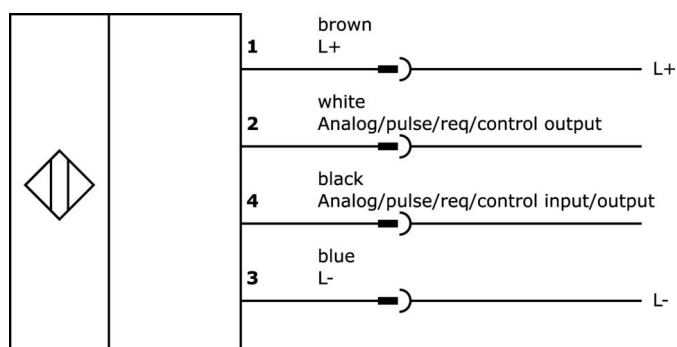 brown
1 L+
L+
white
2 Analog/pulse/req/control output
black
4 Analog/pulse/req/control input/output
blue
3 L-
L-